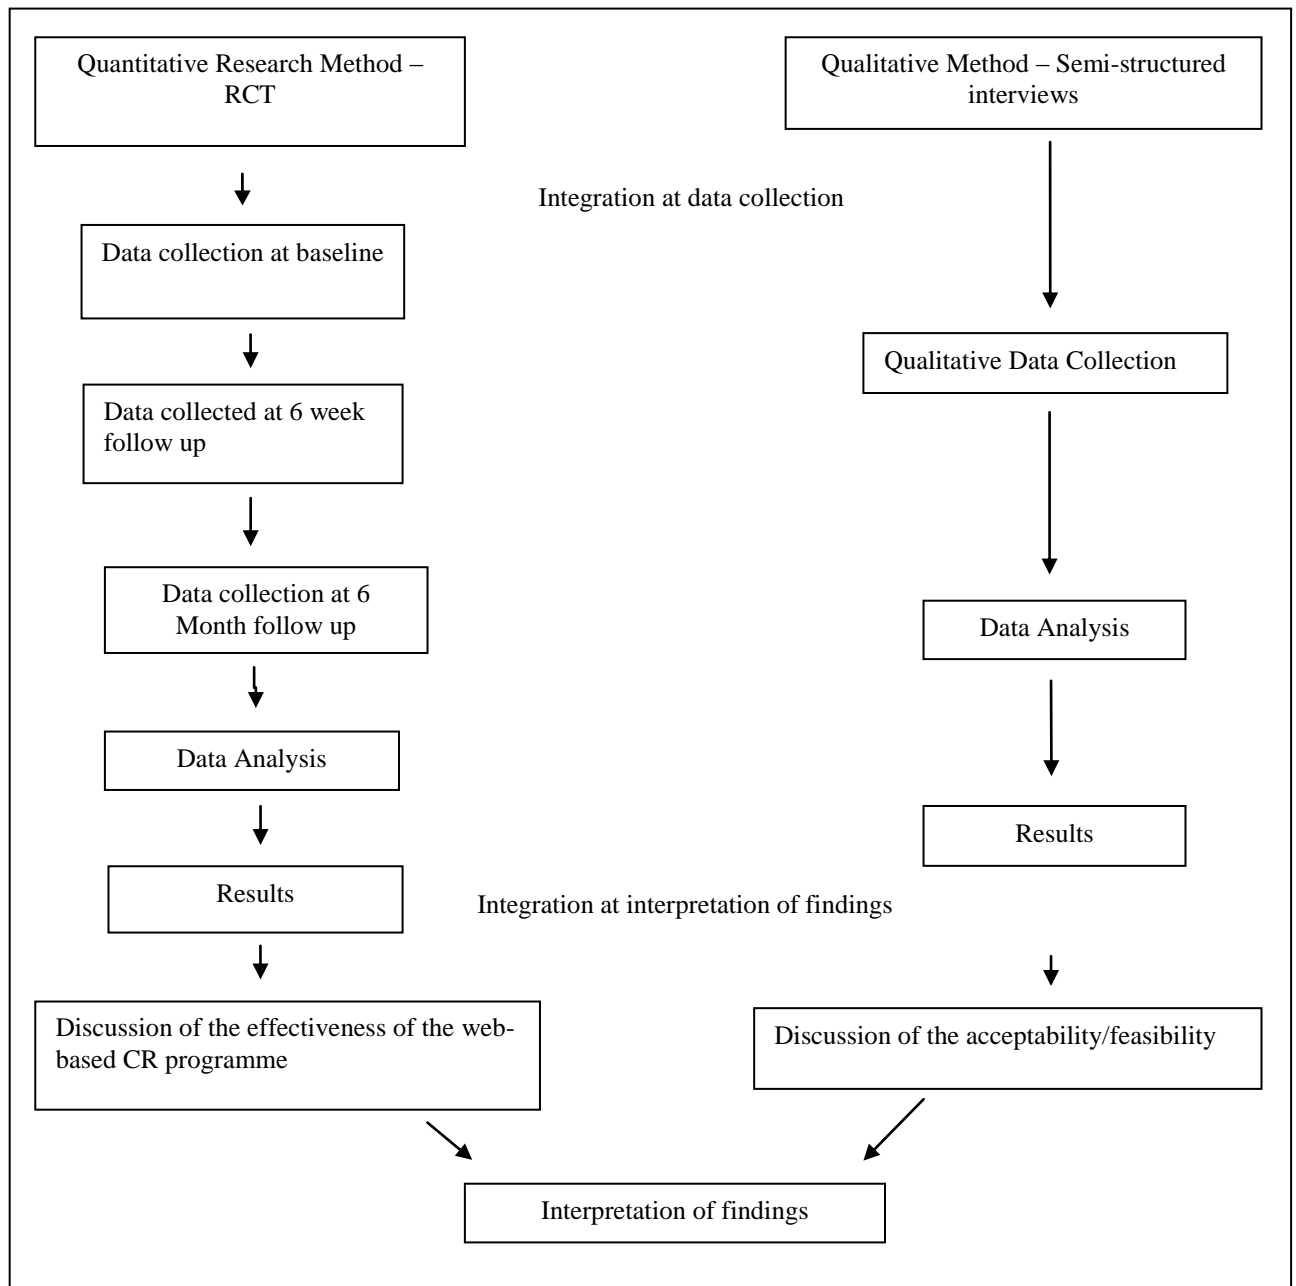 Quantitative Research Method –
RCT
Qualitative Method – Semi-structured
interviews
Integration at data collection
Data collection at baseline
Qualitative Data Collection
Data collected at 6 week
follow up
Data collection at 6
Month follow up
Data Analysis
Data Analysis
Results
Results
Integration at interpretation of findings
Discussion of the effectiveness of the web-
based CR programme
Discussion of the acceptability/feasibility
Interpretation of findings